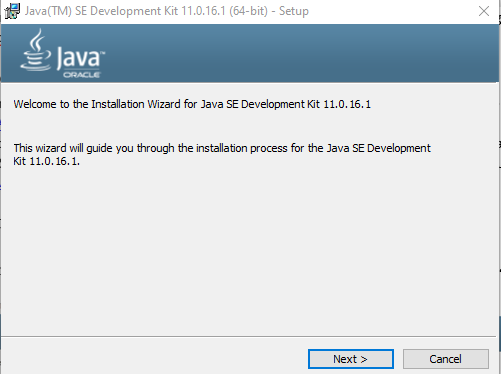 Java(TM) SE Development Kit 11.0.16.1 (64-bit) - Setup
Java™
ORACLE
Welcome to the Installation Wizard for Java SE Development Kit 11.0.16.1
This wizard will guide you through the installation process for the Java SE Development
Kit 11.0.16.1.
Next >
Cancel